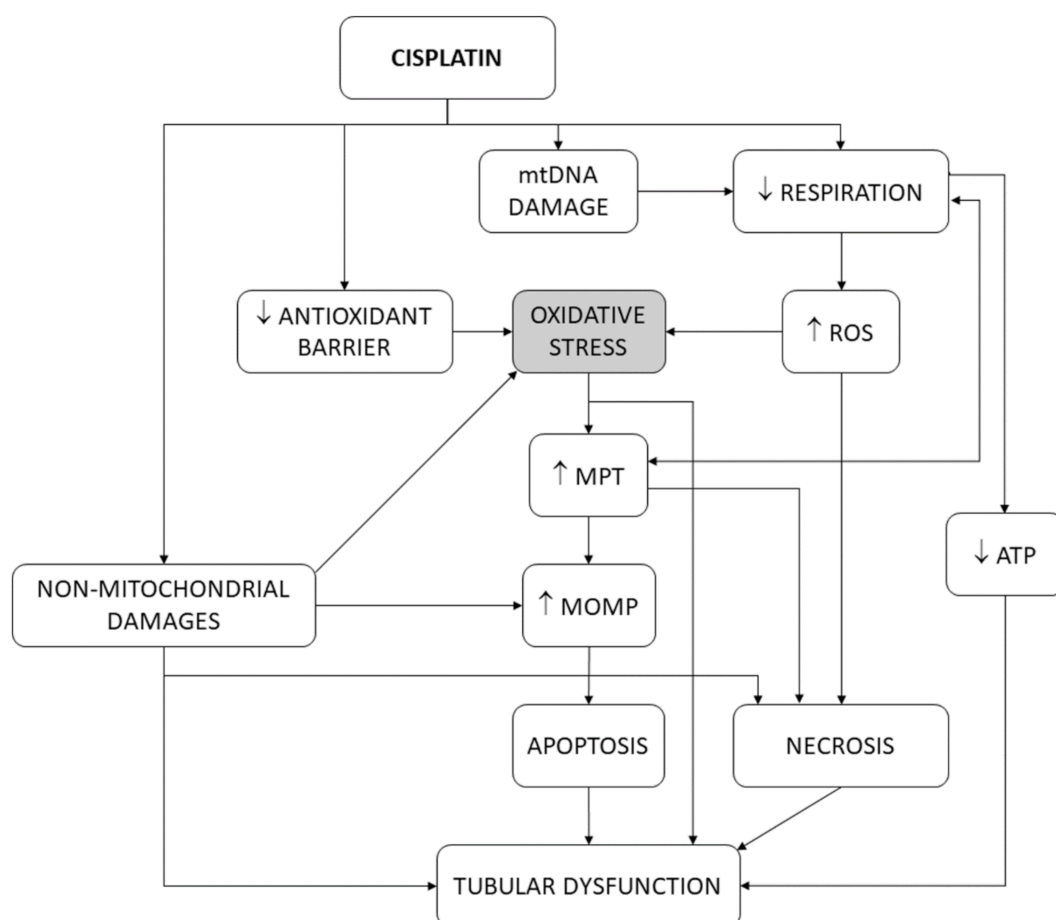 CISPLATIN
mtDNA
DAMAGE
↓ RESPIRATION
↓ ANTIOXIDANT
BARRIER
OXIDATIVE
STRESS
↑ ROS
↑ MPT
↓ ATP
NON-MITOCHONDRIAL
DAMAGES
↑ MOMP
APOPTOSIS
NECROSIS
TUBULAR DYSFUNCTION